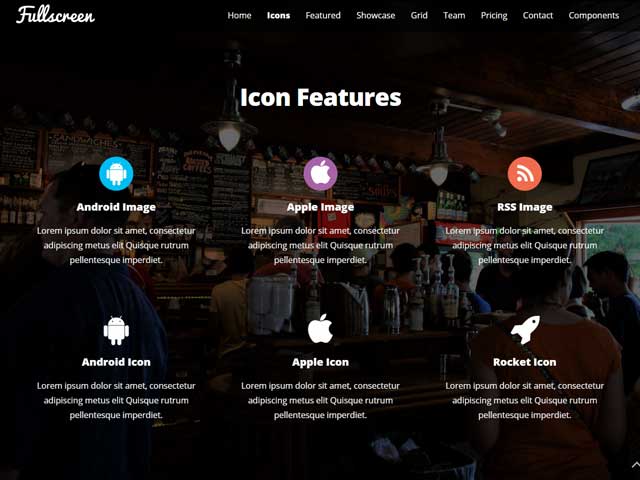 Fullscreen
Home Icons Featured Showcase Grid Team Pricing Contact Components
Icon Features
SANDWICHES
Android Image Apple Image RSS Image
Lorem ipsum dolor sit amet, consectetur
adipiscing metus elit Quisque rutrum
pellentesque imperdiet.
Lorem ipsum dolor sit amet, consectetur
adipiscing metus elit Quisque rutrum
pellentesque imperdiet.
Lorem ipsum dolor sit amet, consectetur
adipiscing metus elit Quisque rutrum
pellentesque imperdiet.
Android Icon Apple Icon Rocket Icon
Lorem ipsum dolor sit amet, consectetur
adipiscing metus elit Quisque rutrum
pellentesque imperdiet.
Lorem ipsum dolor sit amet, consectetur
adipiscing metus elit Quisque rutrum
pellentesque imperdiet.
Lorem ipsum dolor sit amet, consectetur
adipiscing metus elit Quisque rutrum
pellentesque imperdiet.